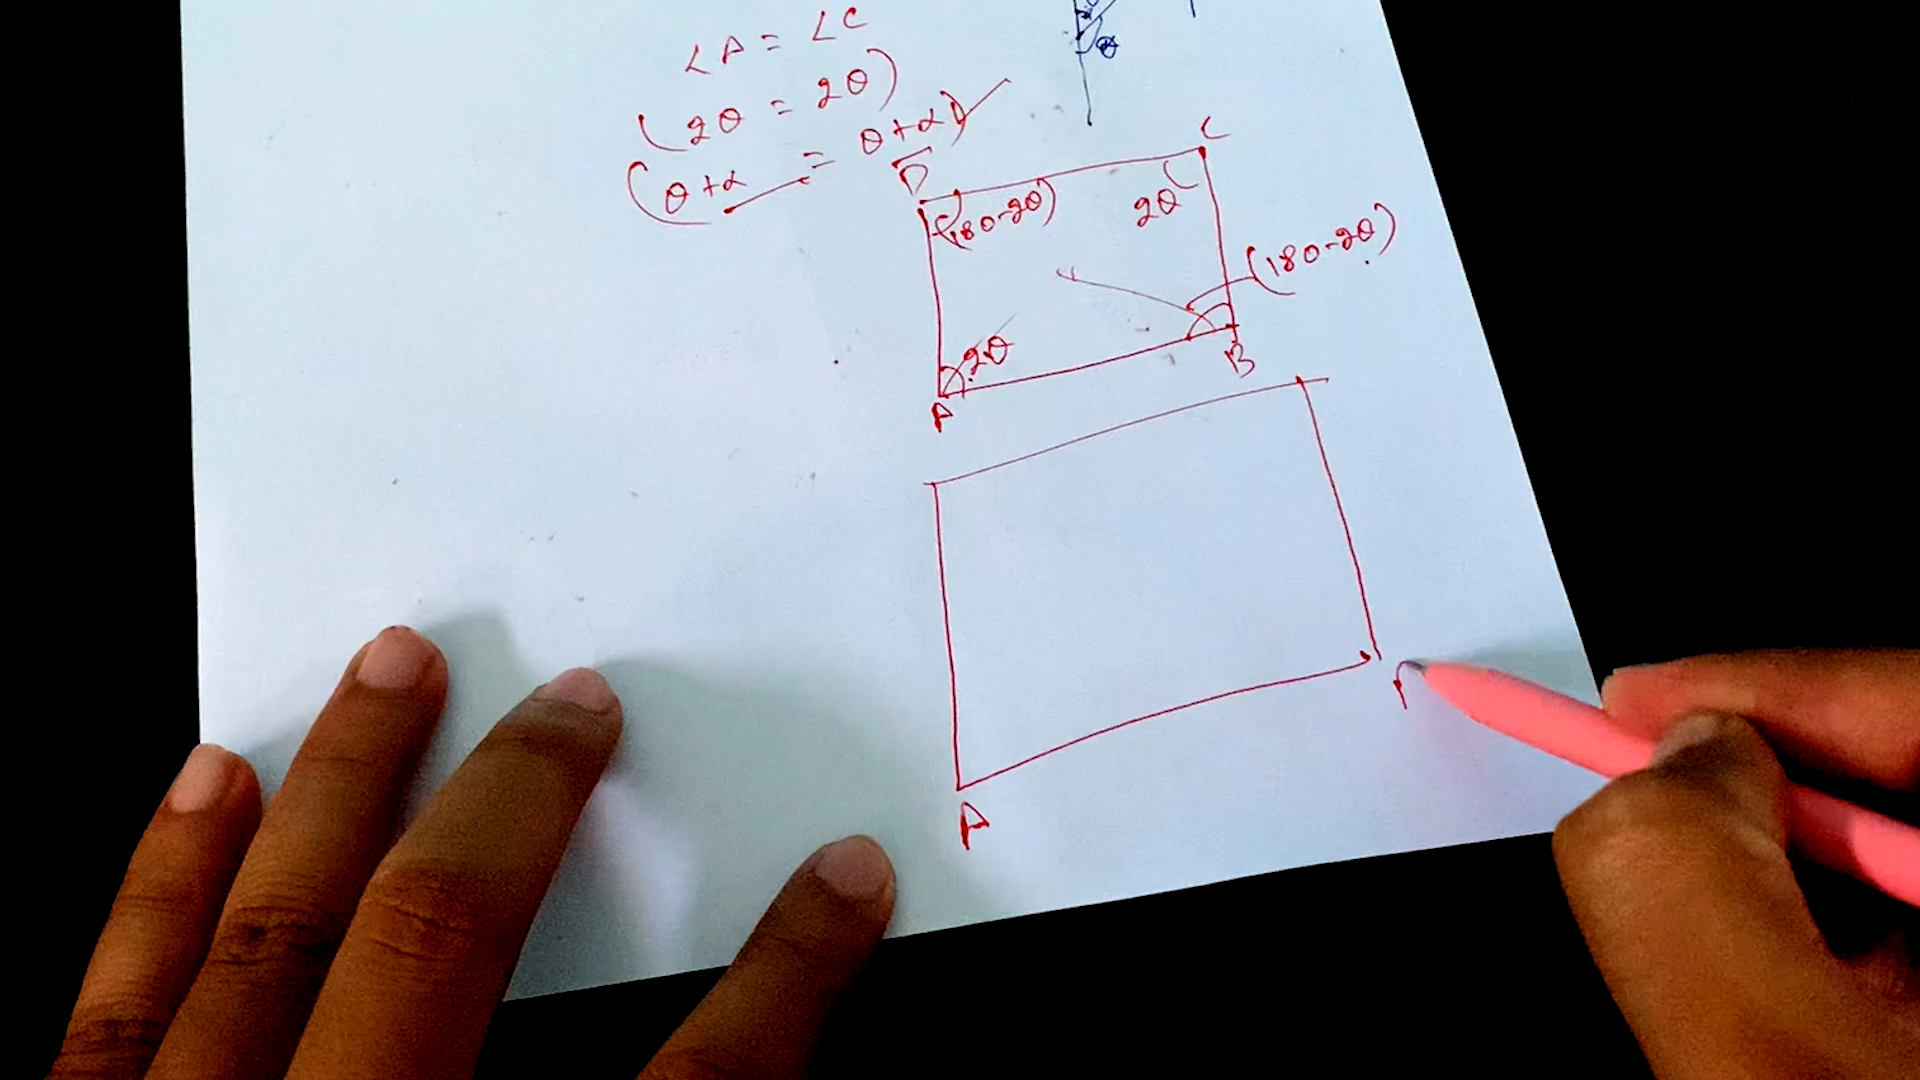 ∠A = ∠C
(2θ = 2θ)
(θ+α = θ+α)
D
C
(180-2θ)
2θ
(180-2θ)
2θ
B
A
A